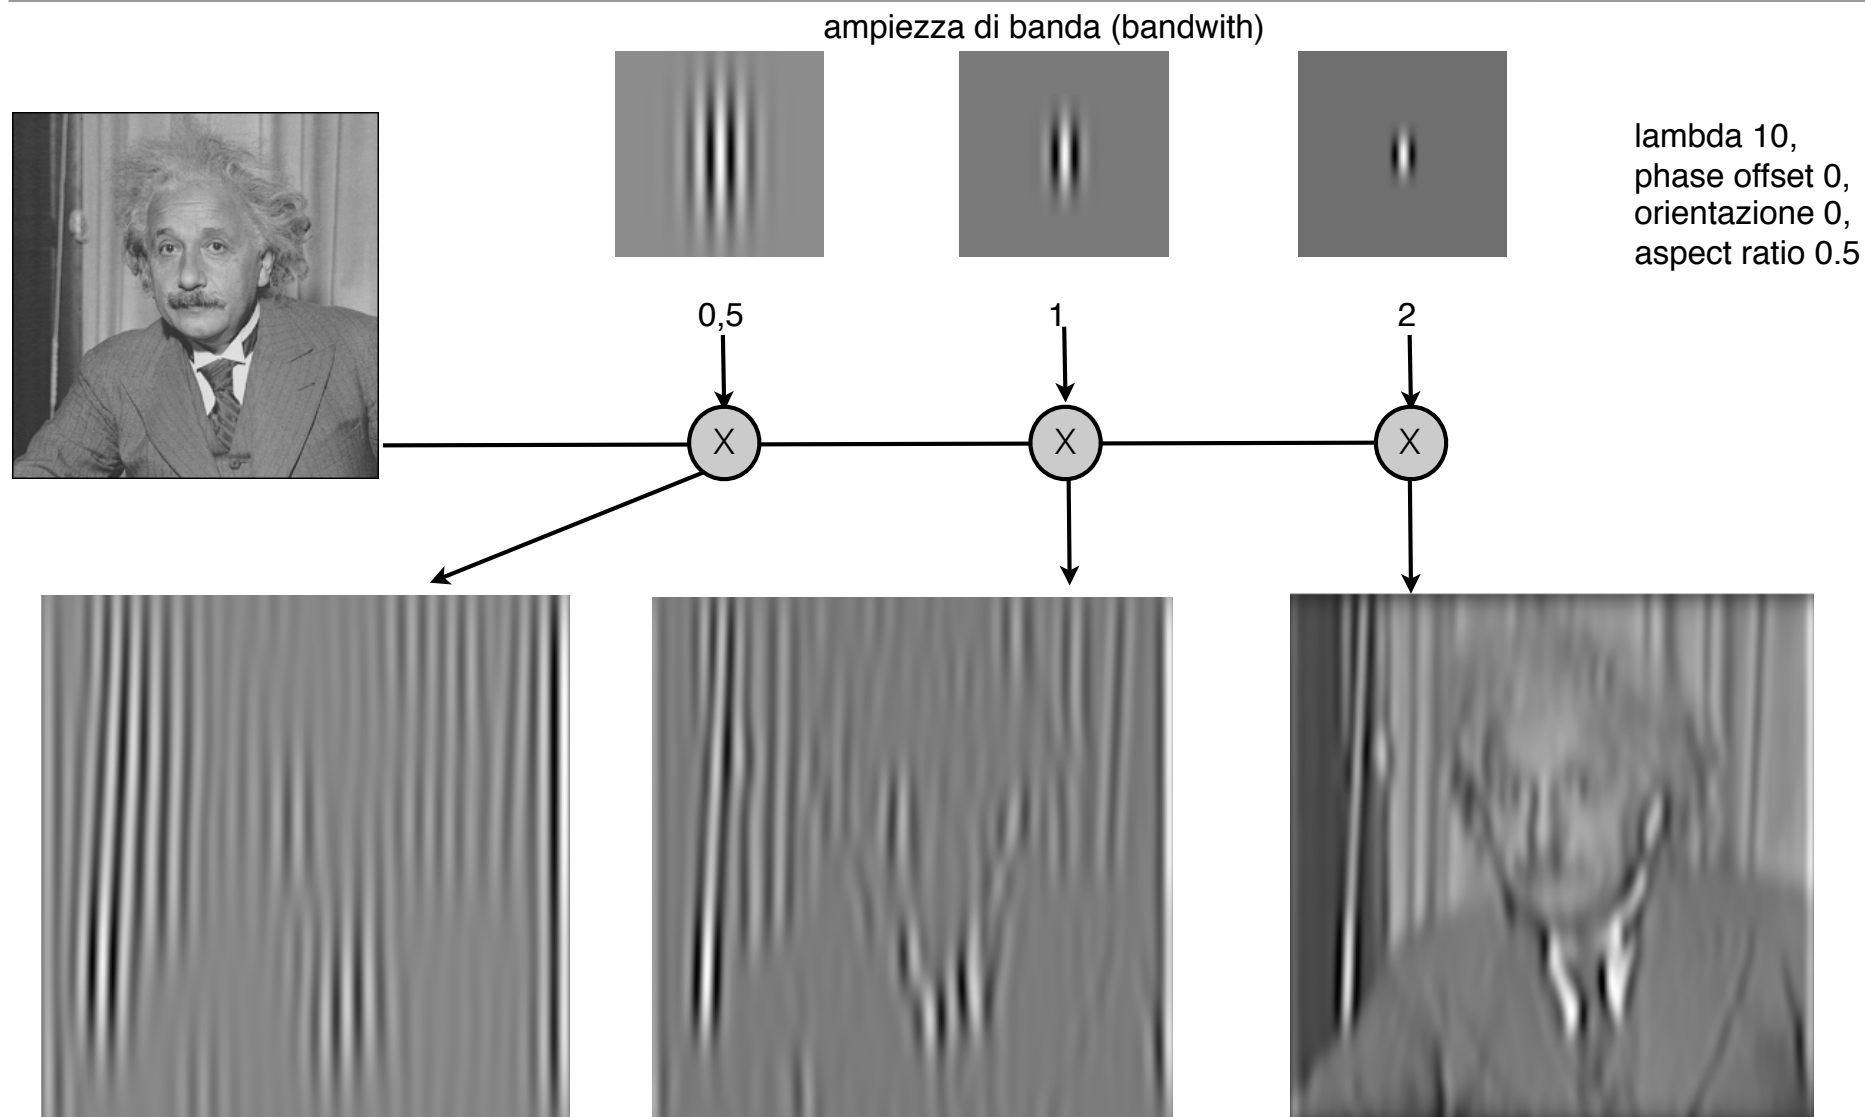 ampiezza di banda (bandwith)
lambda 10,
phase offset 0,
orientazione 0,
aspect ratio 0.5
0,5
1
2
X
X
X